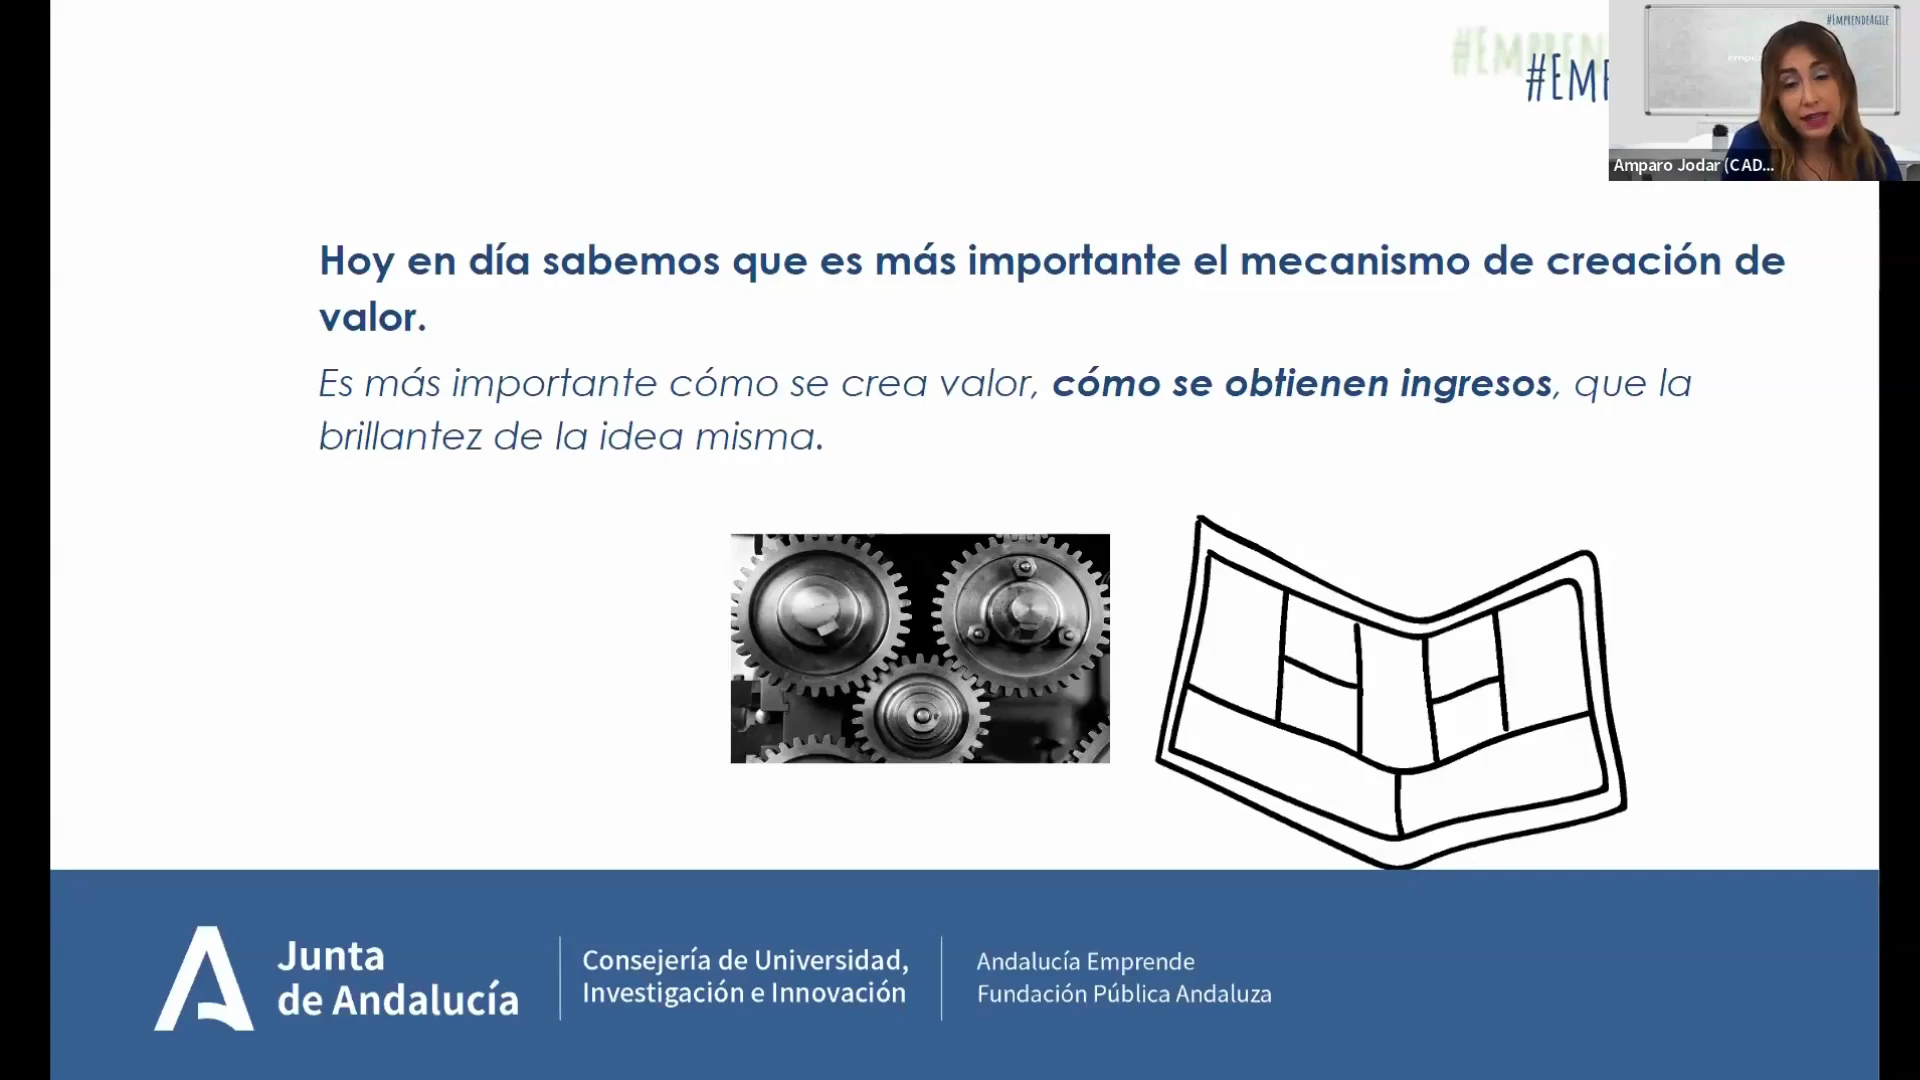 #EMPREN
#EMP
#EMPRENDEAGILE
Amparo Jodar (CAD...
Hoy en día sabemos que es más importante el mecanismo de creación de
valor.
Es más importante cómo se crea valor, cómo se obtienen ingresos, que la
brillantez de la idea misma.
Junta
de Andalucía
Consejería de Universidad,
Investigación e Innovación
Andalucía Emprende
Fundación Pública Andaluza